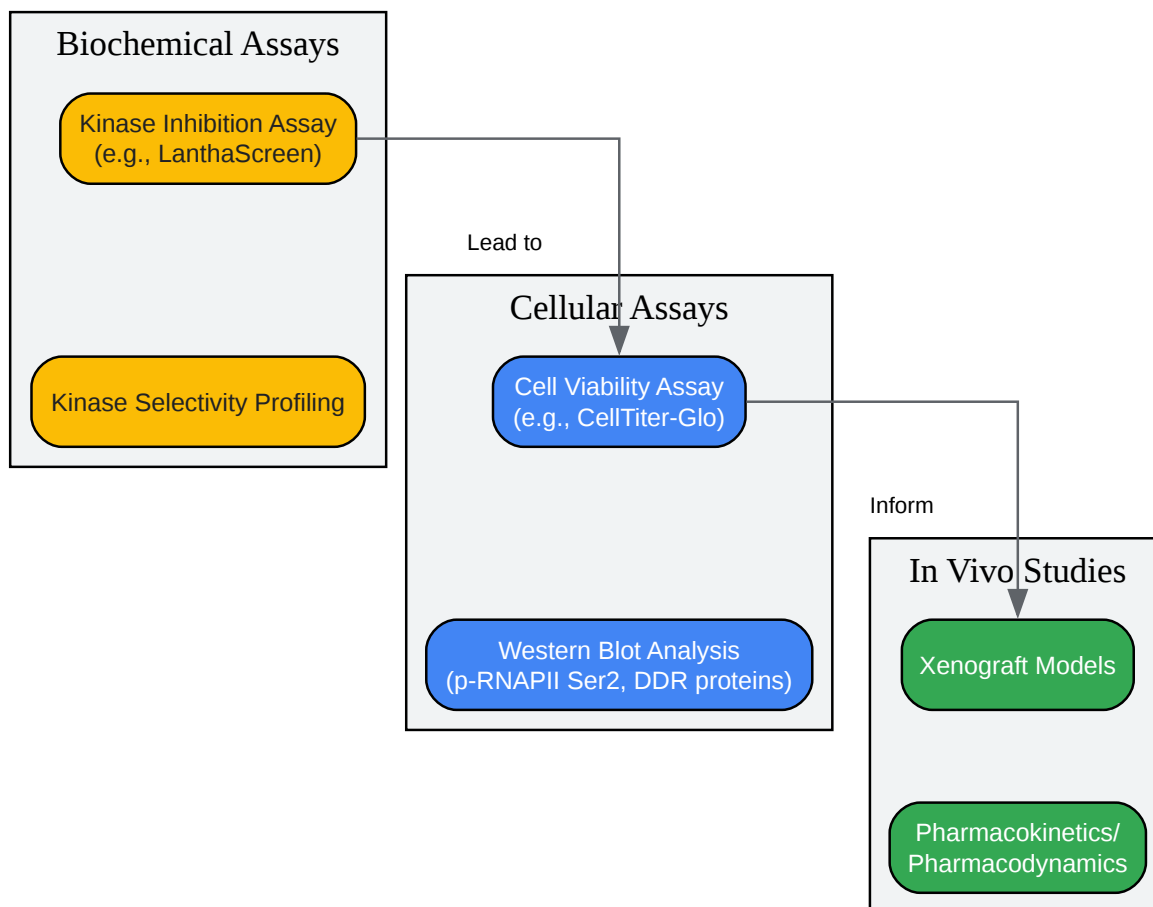 Biochemical Assays
Kinase Inhibition Assay
(e.g., LanthaScreen)
Kinase Selectivity Profiling
Lead to
Cellular Assays
Cell Viability Assay
(e.g., CellTiter-Glo)
Western Blot Analysis
(p-RNAPII Ser2, DDR proteins)
Inform
In Vivo Studies
Xenograft Models
Pharmacokinetics/
Pharmacodynamics